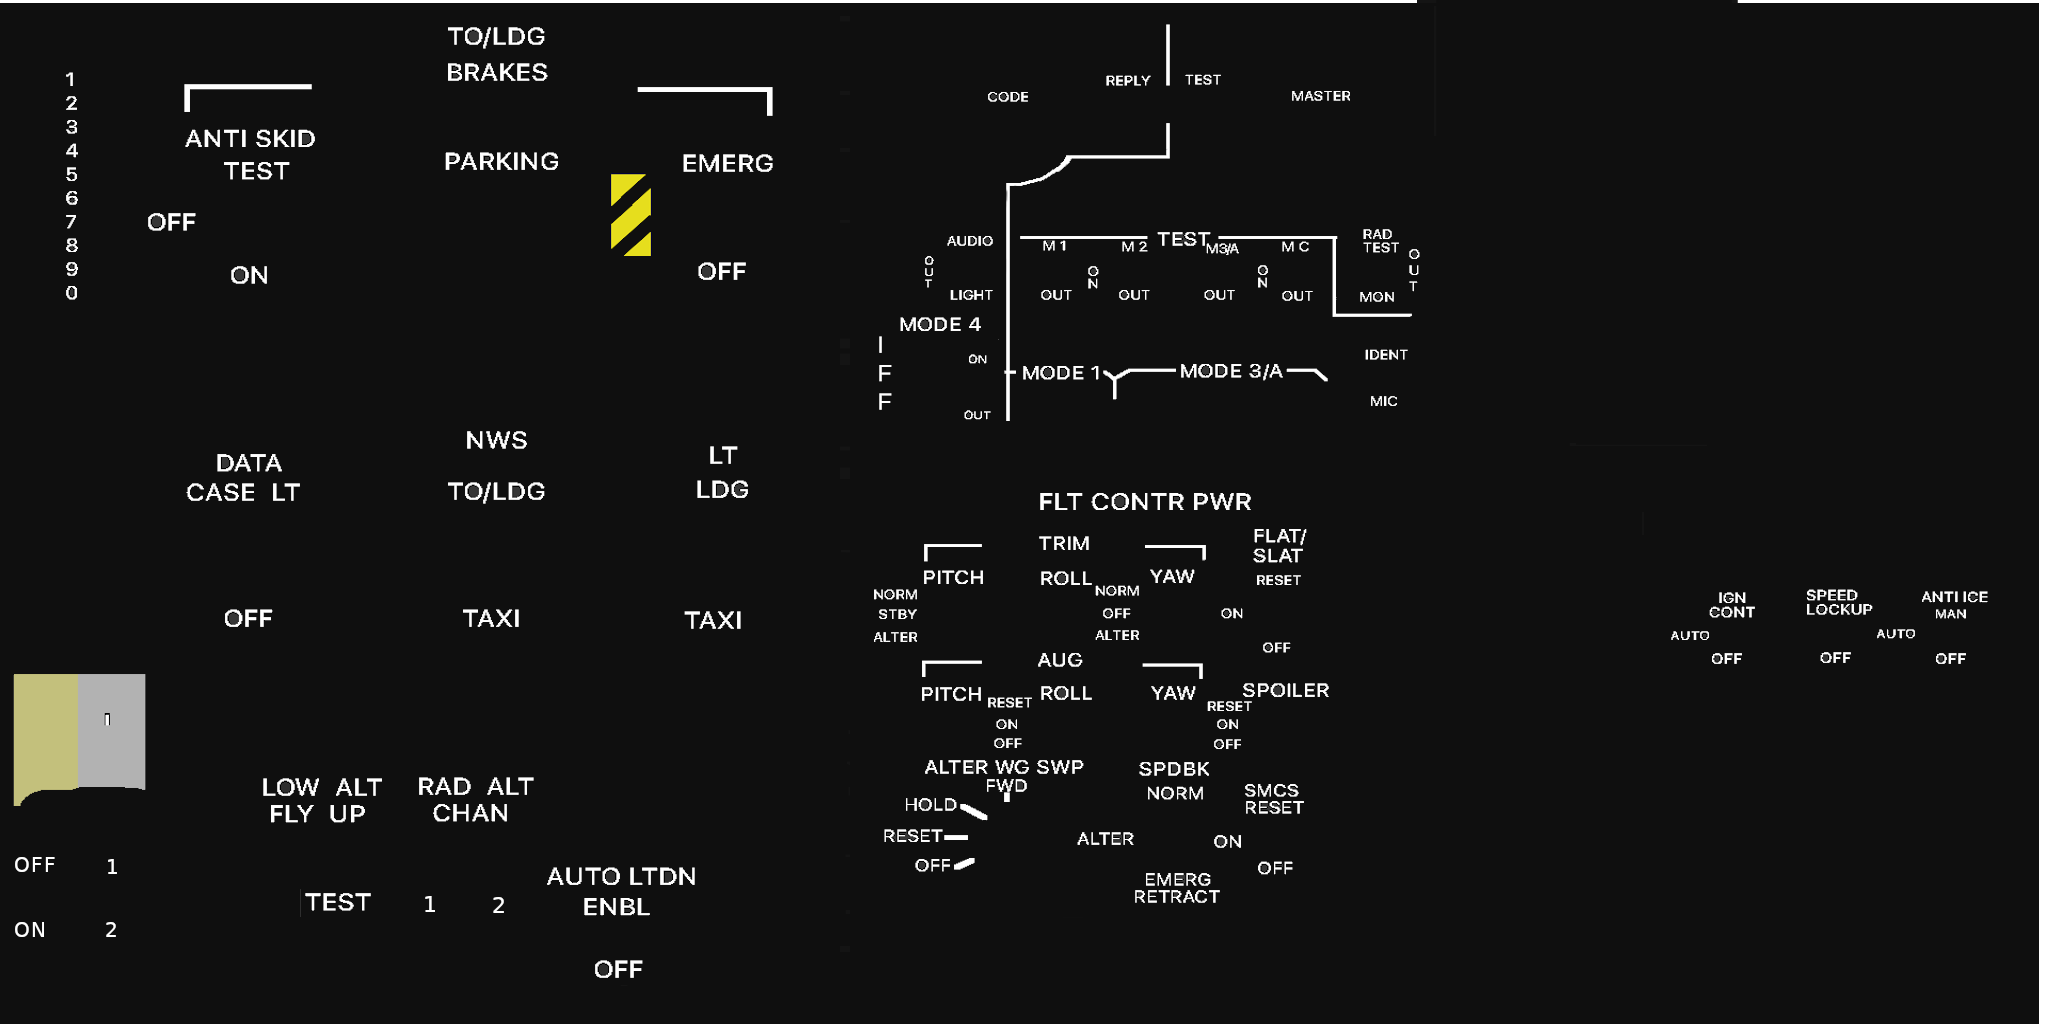 TO/LDG
BRAKES
1
2
3
4
5
6
7
8
9
0
ANTI SKID
TEST
PARKING
EMERG
OFF
ON
OFF
NWS
DATA
CASE LT
TO/LDG
LT
LDG
OFF
TAXI
TAXI
LOW ALT
FLY UP
RAD ALT
CHAN
OFF 1
ON 2
TEST 1 2
AUTO LTDN
ENBL
OFF
CODE
REPLY
TEST
MASTER
AUDIO
OUT
LIGHT
MODE 4
ON
OUT
IFF
TEST
M 1
M 2
M3/A
M C
ON
ON
OUT
OUT
OUT
OUT
RAD
TEST
OUT
MON
IDENT
MIC
MODE 1
MODE 3/A
FLT CONTR PWR
TRIM
PITCH
ROLL
YAW
FLAT/
SLAT
RESET
NORM
STBY
ALTER
NORM
OFF
ALTER
ON
OFF
AUG
PITCH
ROLL
YAW
SPOILER
RESET
ON
OFF
RESET
ON
OFF
ALTER WG SWP
FWD
HOLD
RESET
OFF
SPDBK
NORM
ALTER
EMERG
RETRACT
SMCS
RESET
ON
OFF
IGN
CONT
AUTO
OFF
SPEED
LOCKUP
OFF
ANTI ICE
MAN
AUTO
OFF